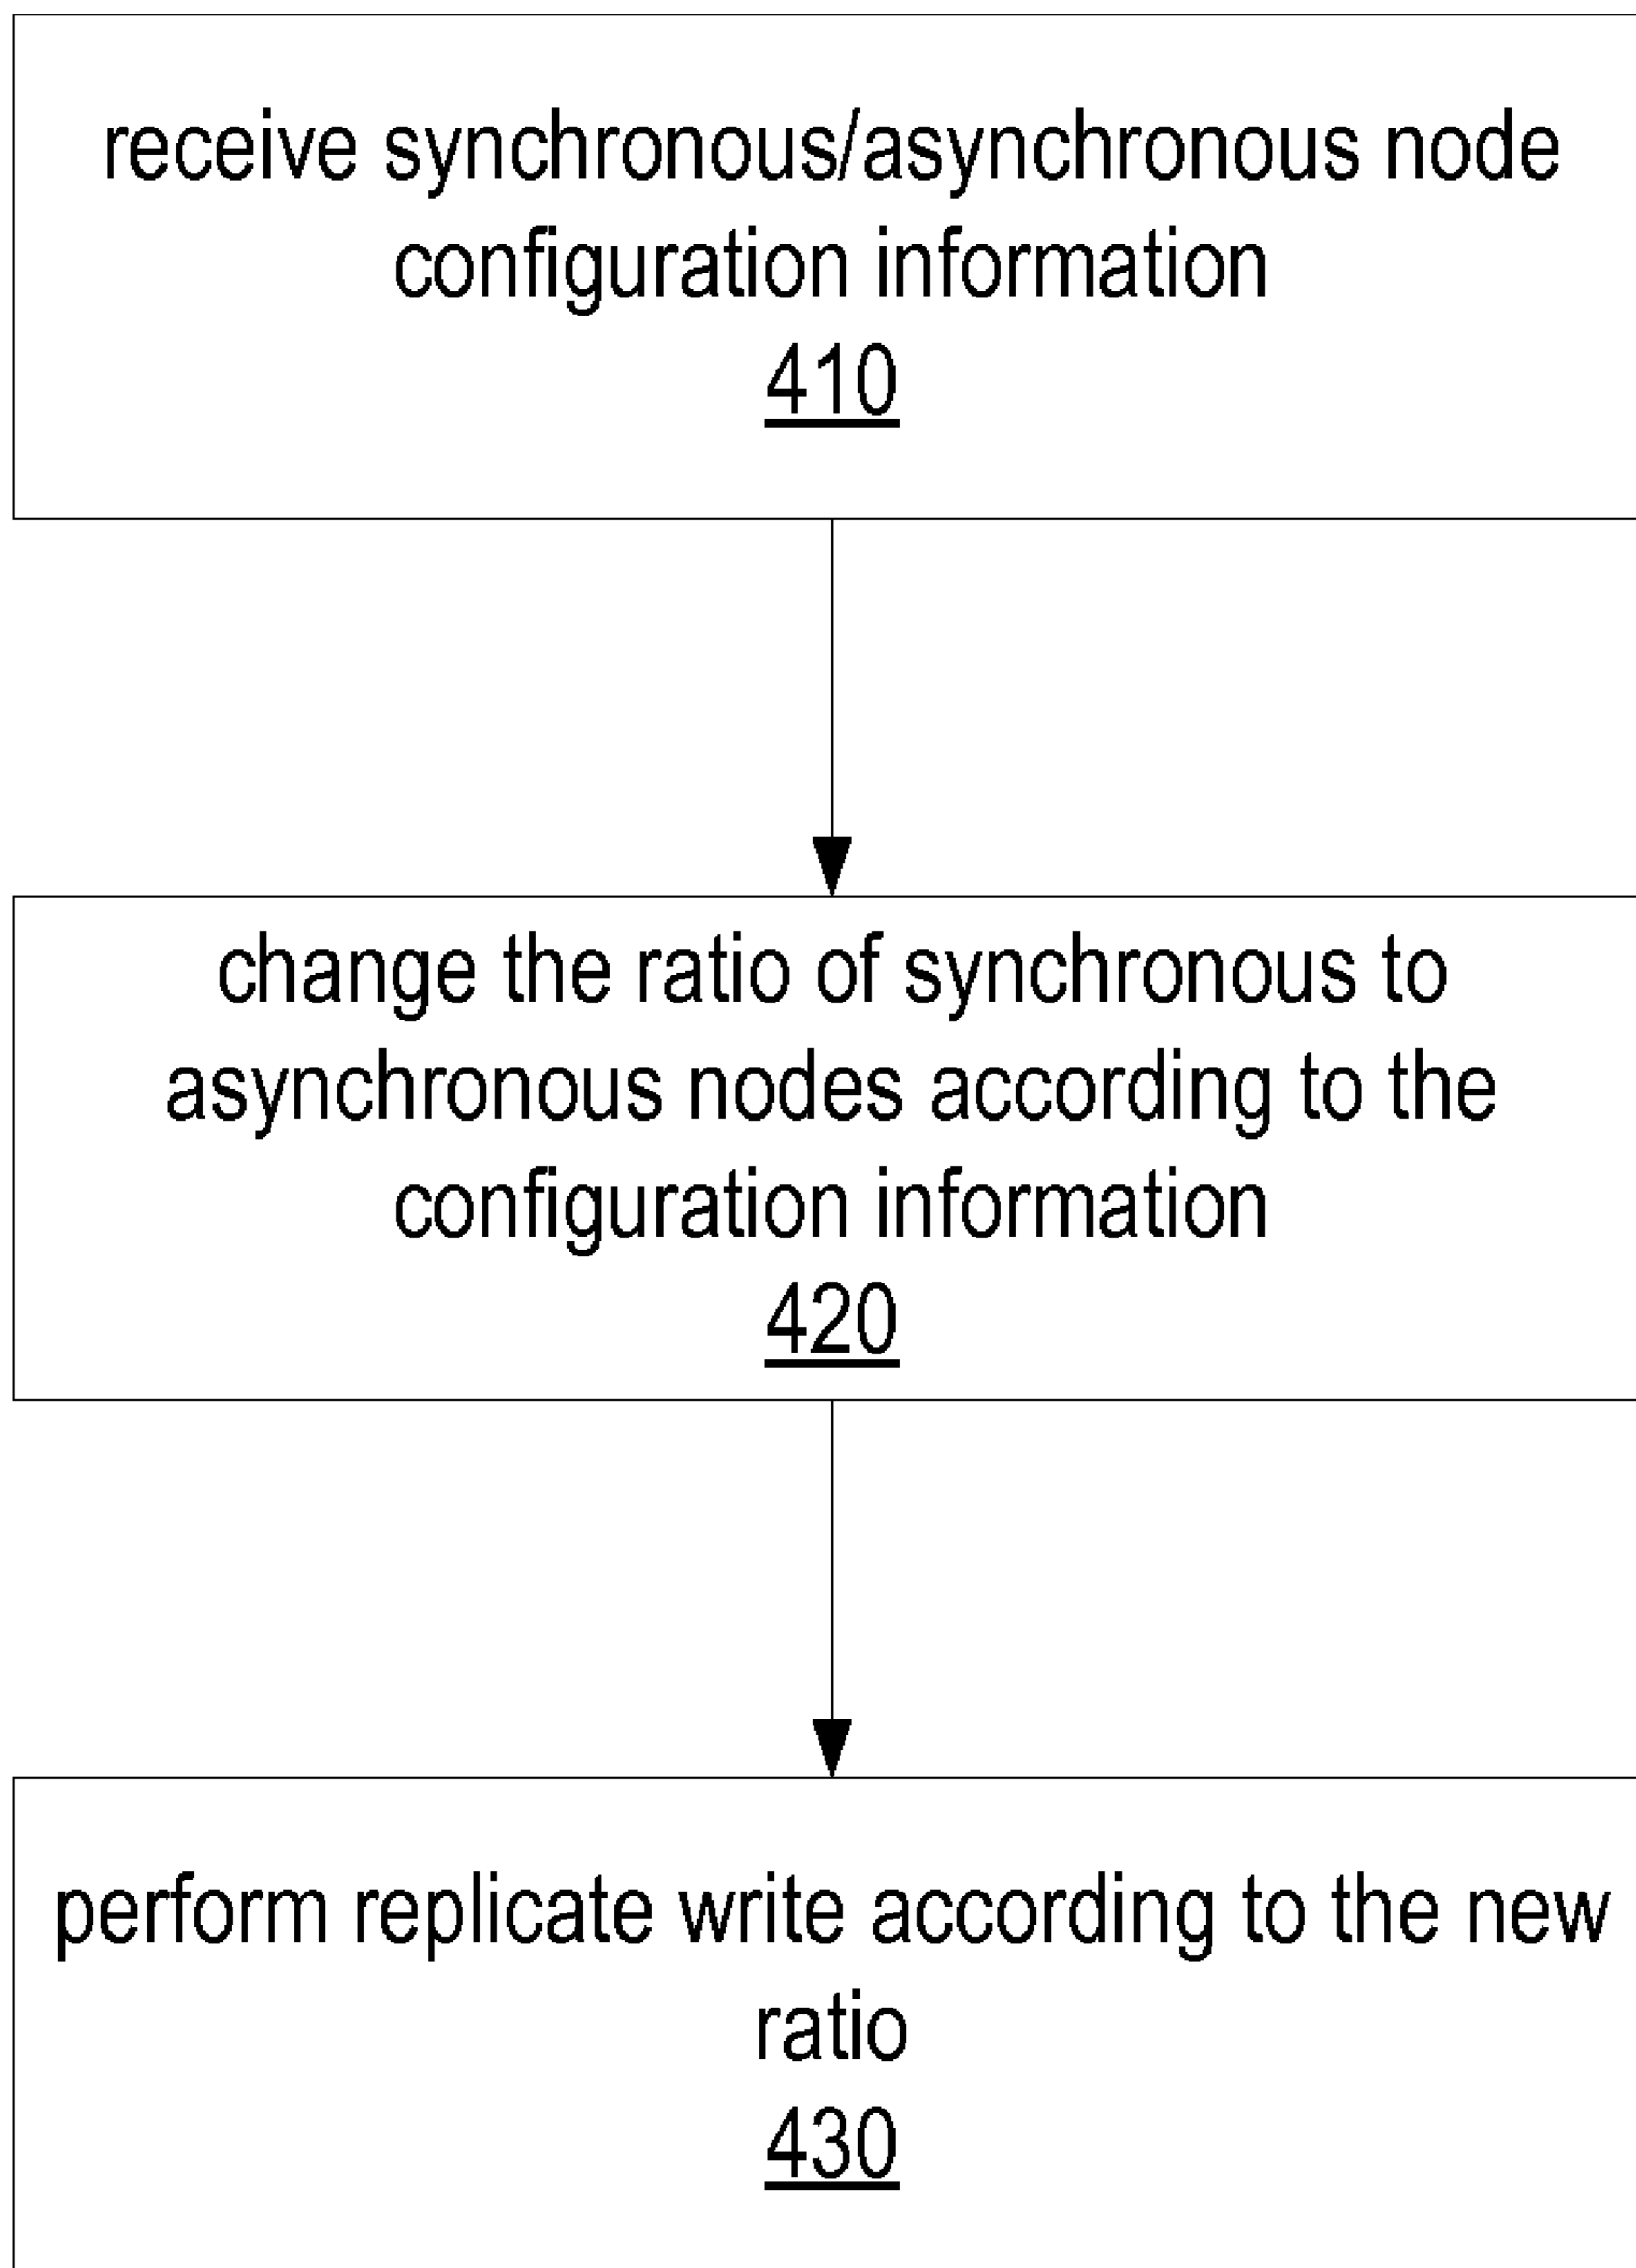 receive synchronous/asynchronous node
configuration information
410
change the ratio of synchronous to
asynchronous nodes according to the
configuration information
420
perform replicate write according to the new
ratio
430